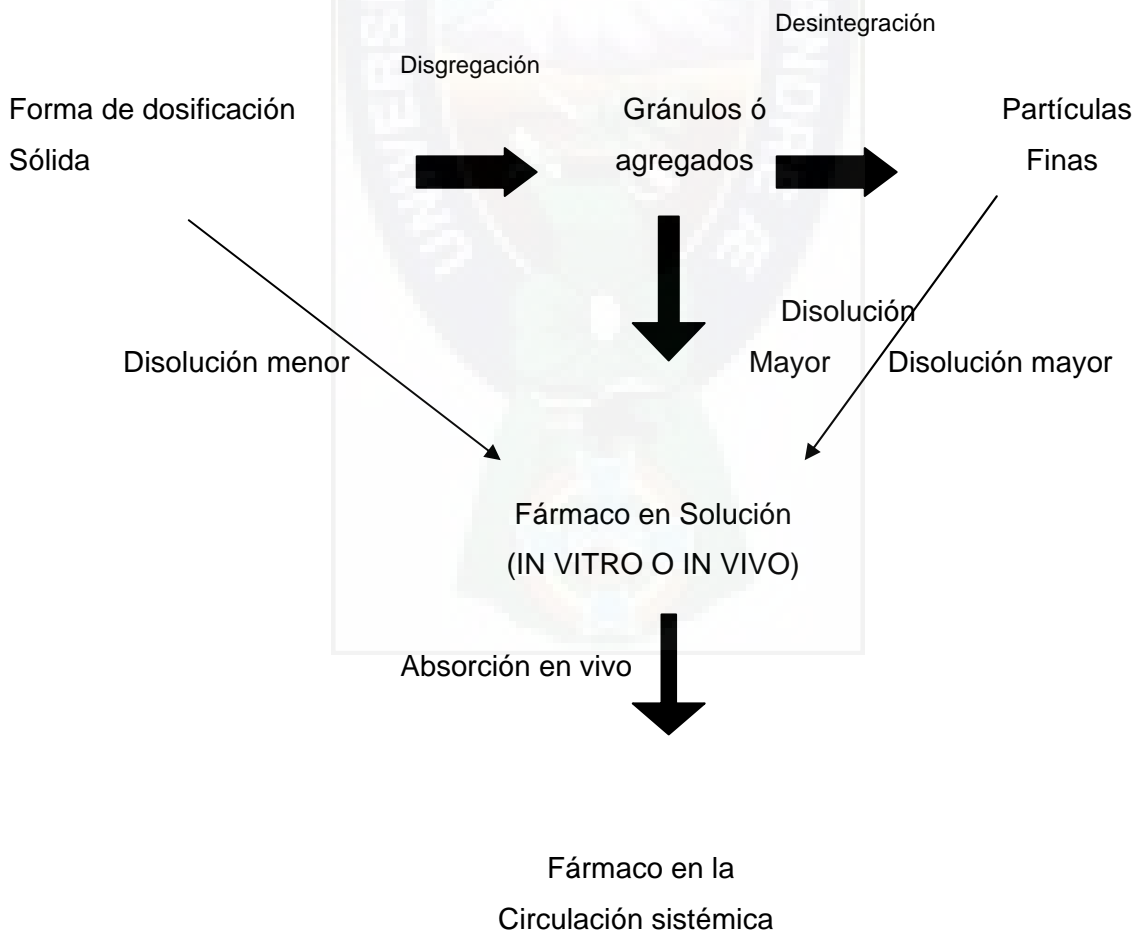 Desintegración
Disgregación
Forma de dosificación
Sólida
Gránulos ó
agregados
Partículas
Finas
Disolución menor
Disolución
Mayor
Disolución mayor
Fármaco en Solución
(IN VITRO O IN VIVO)
Absorción en vivo
Fármaco en la
Circulación sistémica